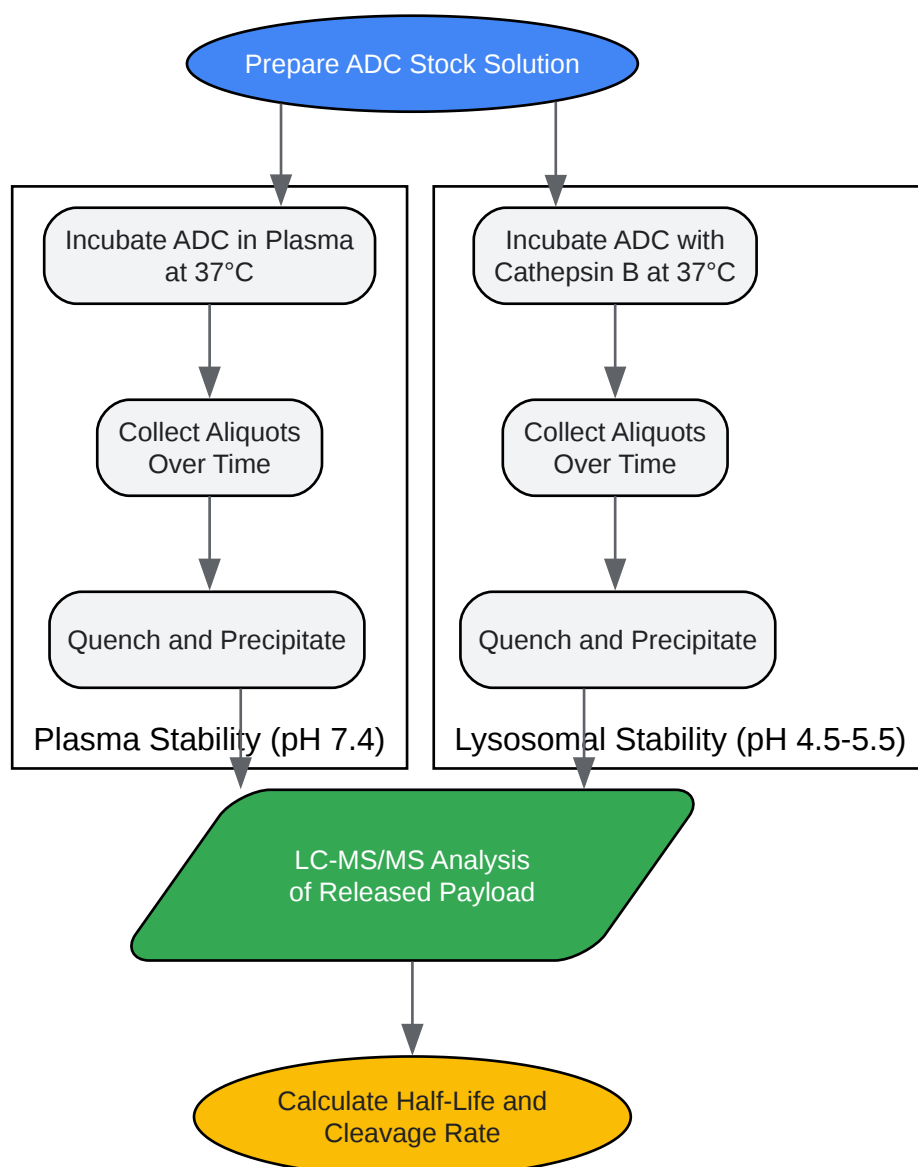 Prepare ADC Stock Solution
Incubate ADC in Plasma
at 37°C
Collect Aliquots
Over Time
Quench and Precipitate
Plasma Stability (pH 7.4)
Incubate ADC with
Cathepsin B at 37°C
Collect Aliquots
Over Time
Quench and Precipitate
Lysosomal Stability (pH 4.5-5.5)
LC-MS/MS Analysis
of Released Payload
Calculate Half-Life and
Cleavage Rate